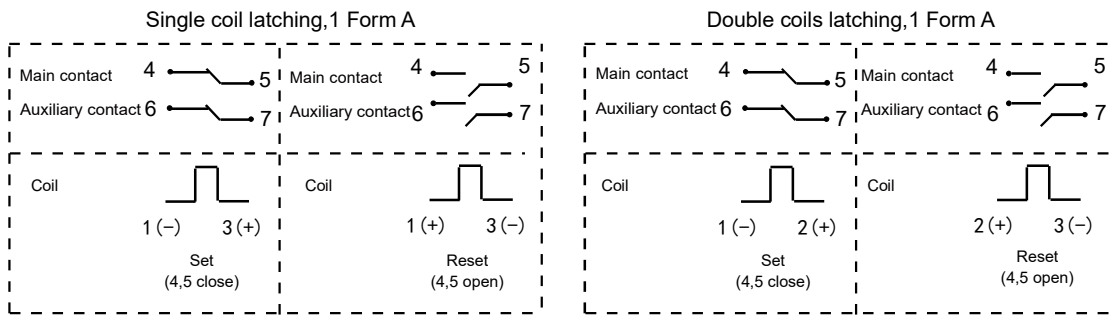 Single coil latching,1 Form A
Main contact 4 5 Main contact 4 5
Auxiliary contact 6 7 Auxiliary contact 6 7
Coil Coil
1(−) 3(+) 1(+) 3(−)
Set Reset
(4,5 close) (4,5 open)
Double coils latching,1 Form A
Main contact 4 5 Main contact 4 5
Auxiliary contact 6 7 Auxiliary contact 6 7
Coil Coil
1(−) 2(+) 2(+) 3(−)
Set Reset
(4,5 close) (4,5 open)